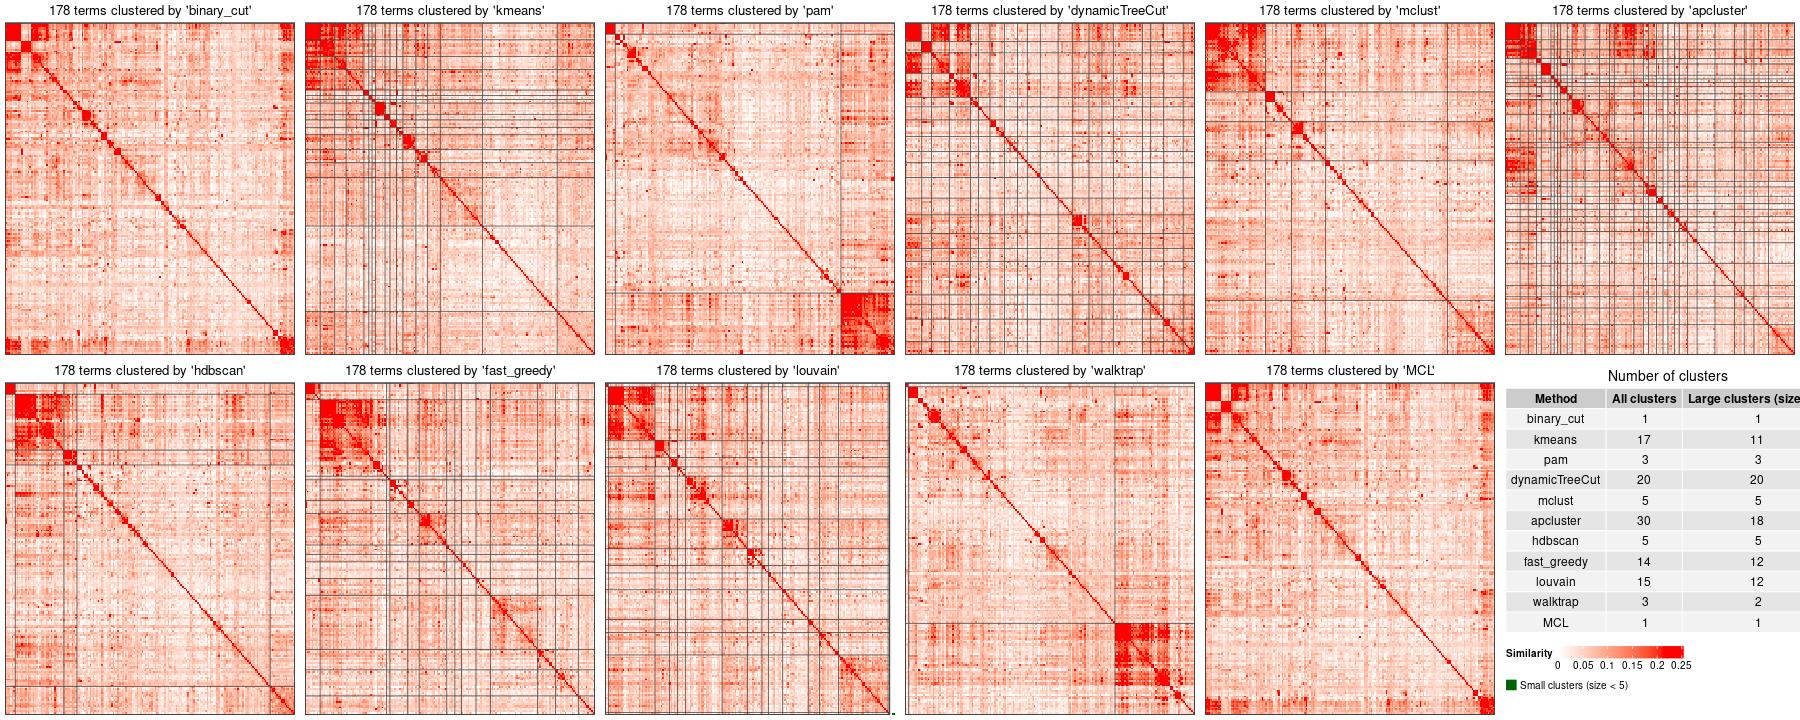 178 terms clustered by 'binary_cut'
178 terms clustered by 'kmeans'
178 terms clustered by 'pam'
178 terms clustered by 'dynamicTreeCut'
178 terms clustered by 'mclust'
178 terms clustered by 'apcluster'
178 terms clustered by 'hdbscan'
178 terms clustered by 'fast_greedy'
178 terms clustered by 'louvain'
178 terms clustered by 'walktrap'
178 terms clustered by 'MCL'
Number of clusters
Method All clusters Large clusters (size
binary_cut 1 1
kmeans 17 11
pam 3 3
dynamicTreeCut 20 20
mclust 5 5
apcluster 30 18
hdbscan 5 5
fast_greedy 14 12
louvain 15 12
walktrap 3 2
MCL 1 1
Similarity
0 0.05 0.1 0.15 0.2 0.25
Small clusters (size < 5)